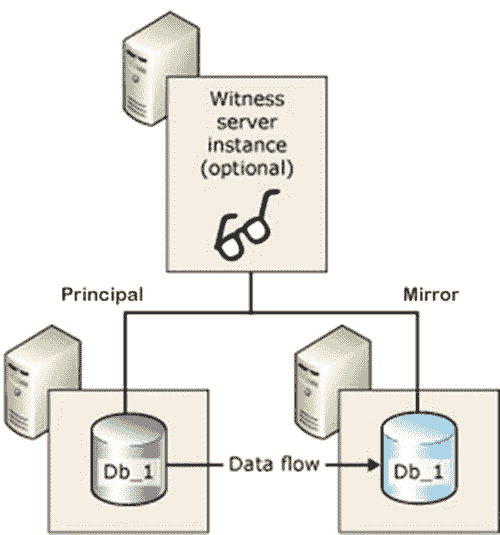 Witness
server
instance
(optional)
Principal
Mirror
Db_1
Data flow
Db_1